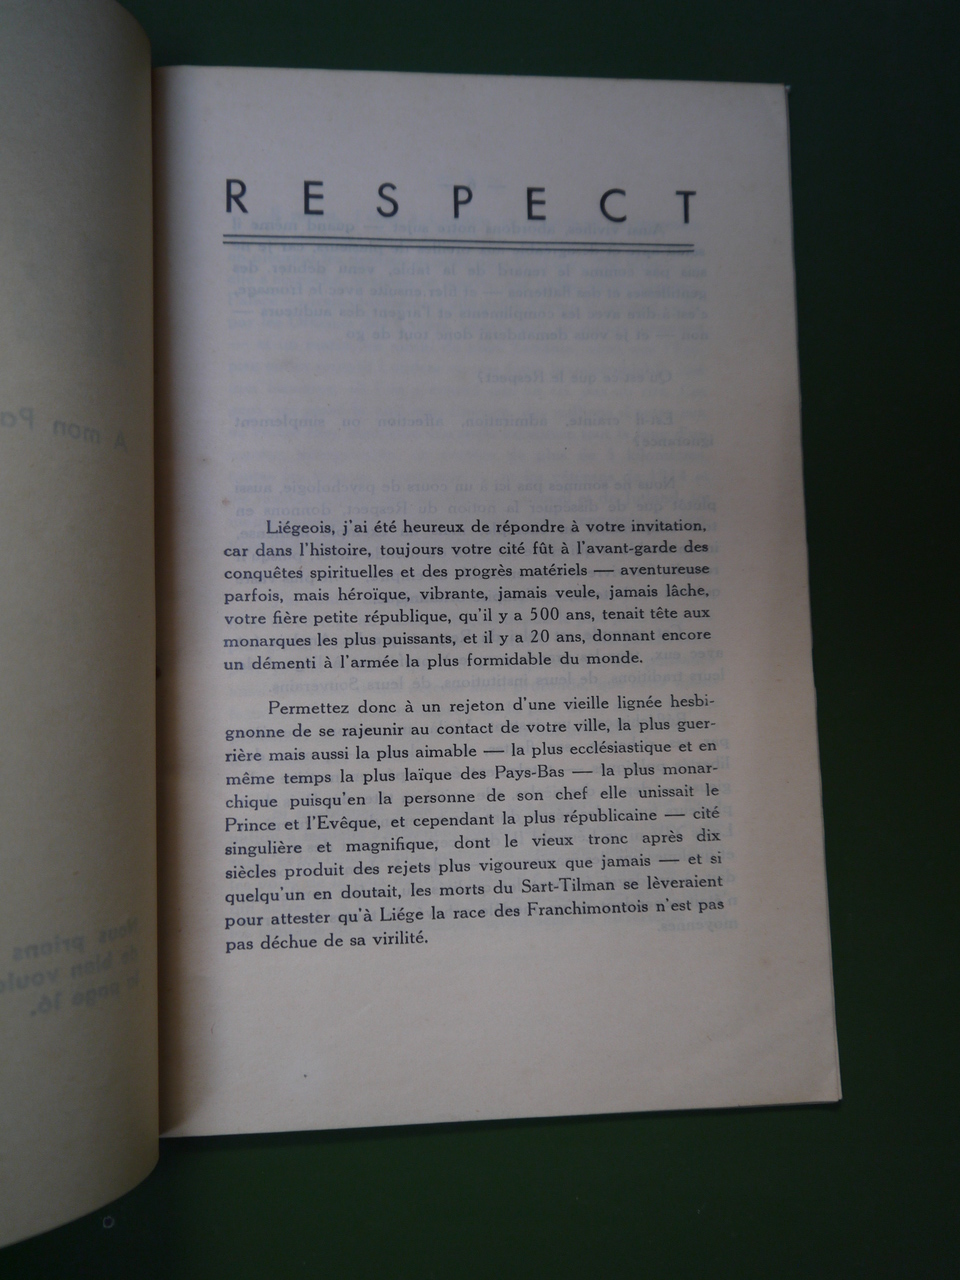 RESPECT
Liégeois, j'ai été heureux de répondre à votre invitation,
car dans l'histoire, toujours votre cité fût à l'avant-garde des
conquêtes spirituelles et des progrès matériels — aventureuse
parfois, mais héroïque, vibrante, jamais veule, jamais lâche,
votre fière petite république, qu'il y a 500 ans, tenait tête aux
monarques les plus puissants, et il y a 20 ans, donnant encore
un démenti à l'armée la plus formidable du monde.
Permettez donc à un rejeton d'une vieille lignée hesbi-
gnonne de se rajeunir au contact de votre ville, la plus guer-
rière mais aussi la plus aimable — la plus ecclésiastique et en
même temps la plus laïque des Pays-Bas — la plus monar-
chique puisqu'en la personne de son chef elle unissait le
Prince et l'Evêque, et cependant la plus républicaine — cité
singulière et magnifique, dont le vieux tronc après dix
siècles produit des rejets plus vigoureux que jamais — et si
quelqu'un en doutait, les morts du Sart-Tilman se lèveraient
pour attester qu'à Liége la race des Franchimontois n'est pas
pas déchue de sa virilité.